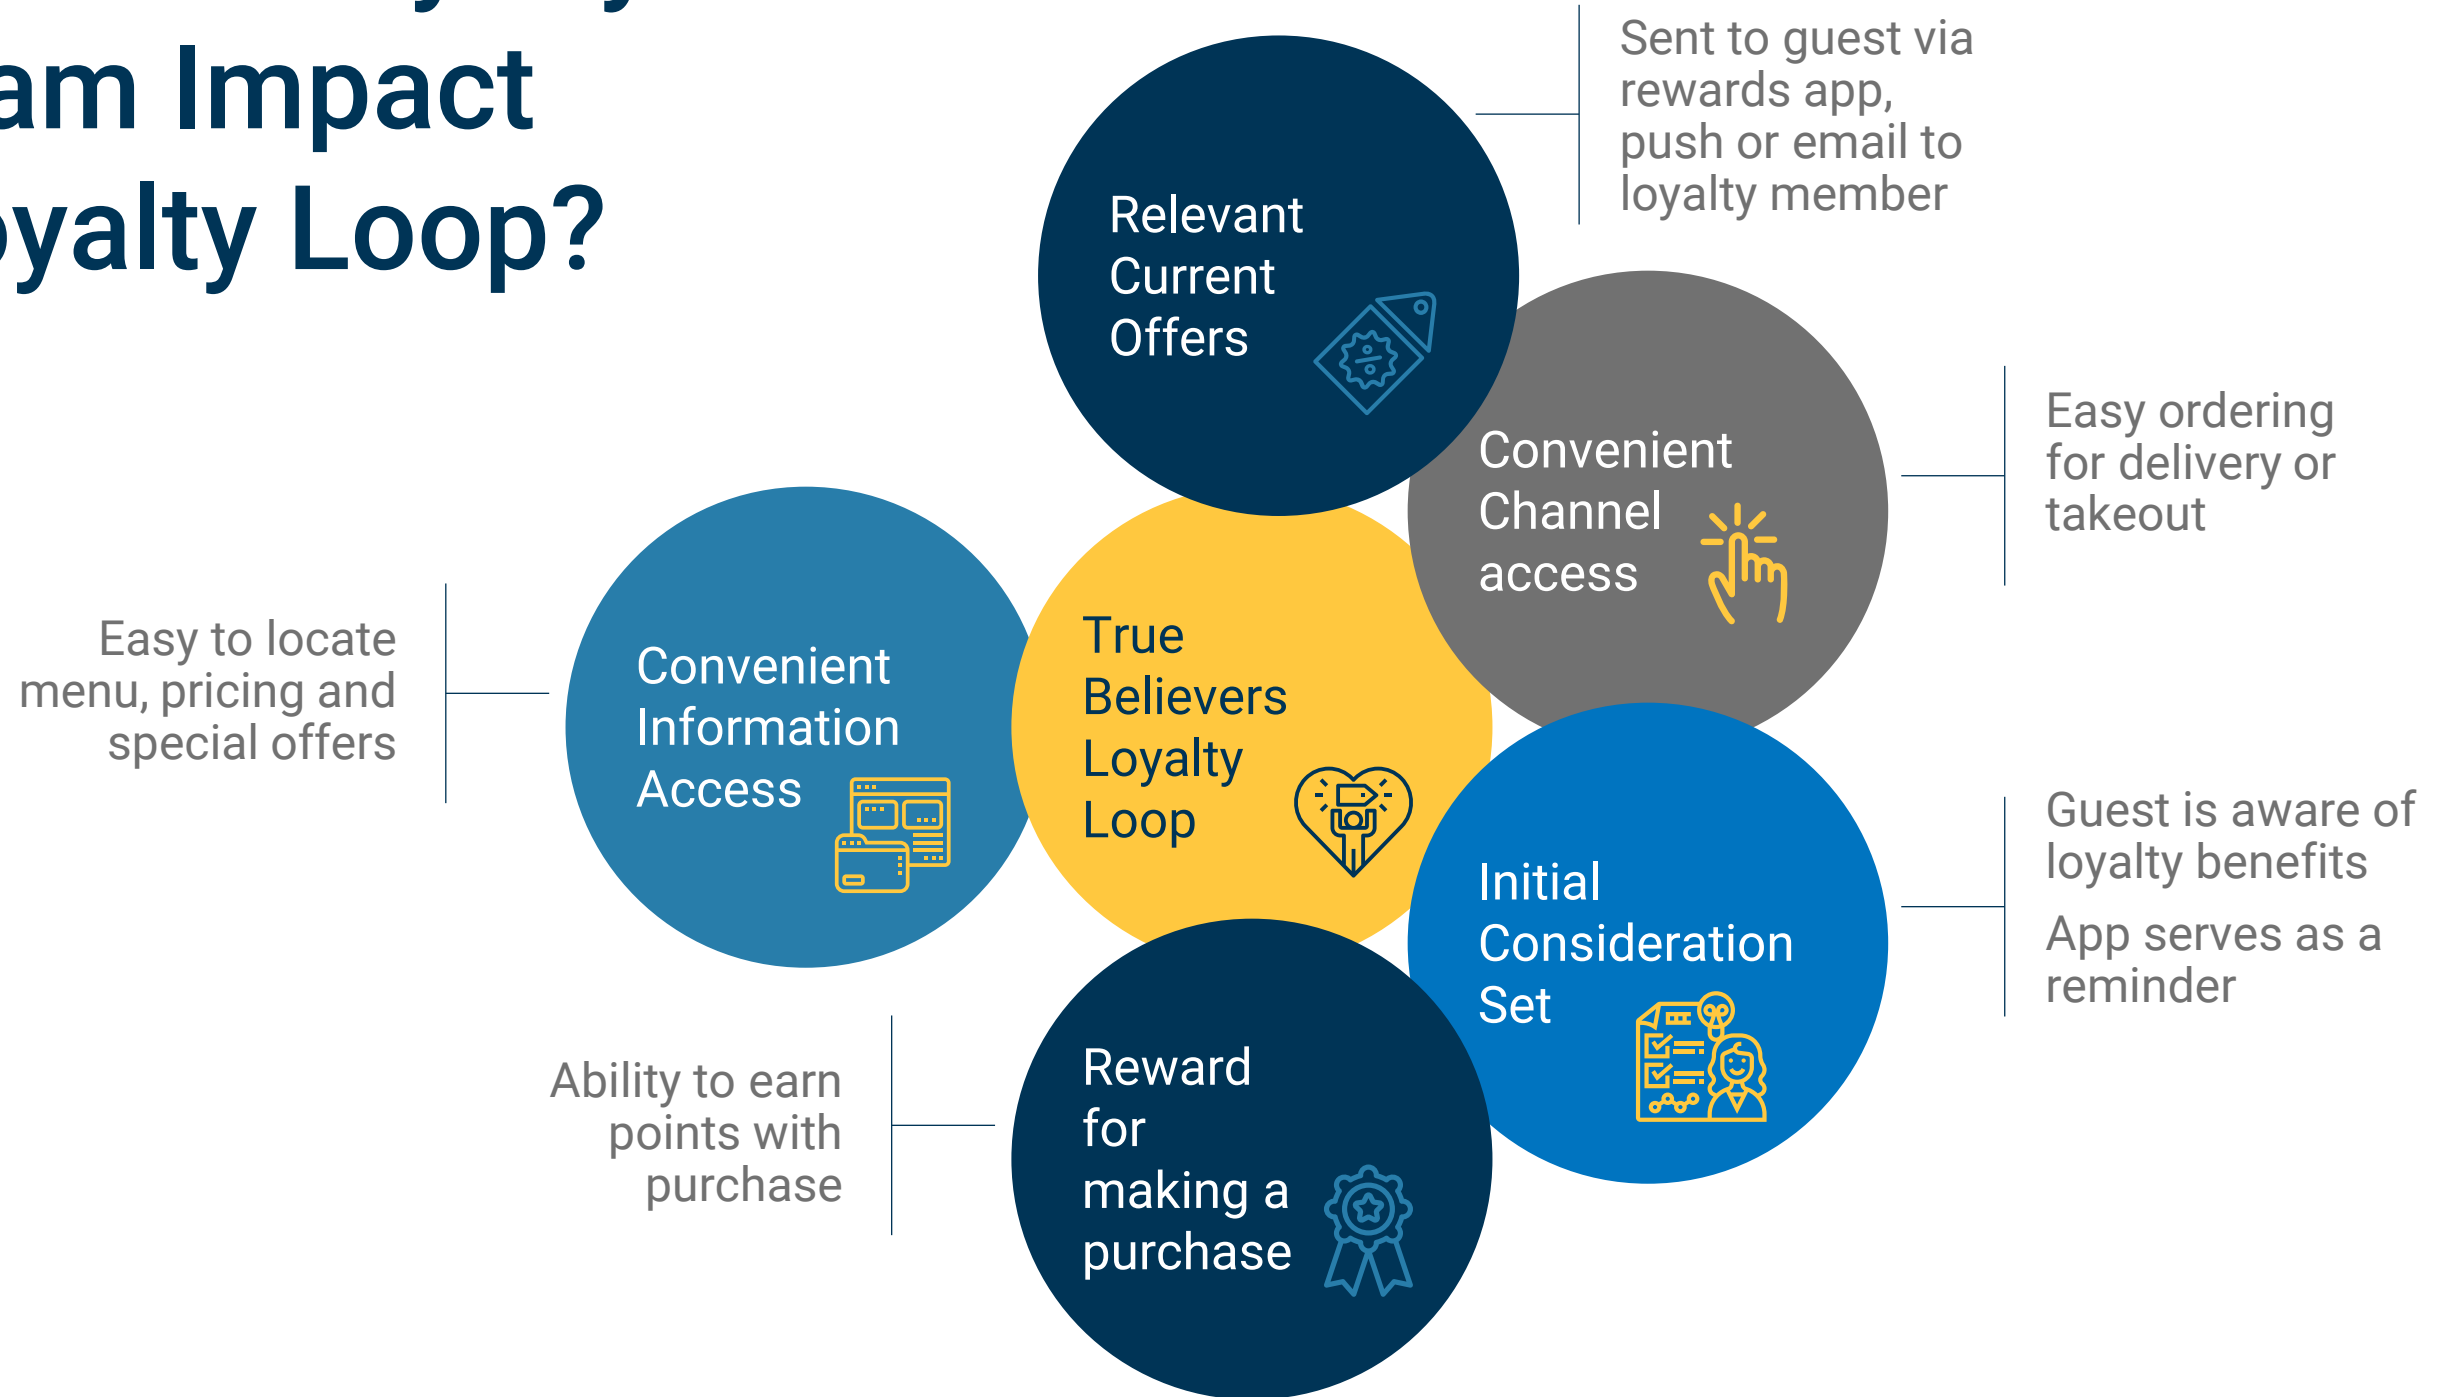 am Impact
oyalty Loop?
Sent to guest via
rewards app,
push or email to
loyalty member
Relevant
Current
Offers
Convenient
Channel
access
Easy ordering
for delivery or
takeout
Easy to locate
menu, pricing and
special offers
Convenient
Information
Access
True
Believers
Loyalty
Loop
Initial
Consideration
Set
Guest is aware of
loyalty benefits
App serves as a
reminder
Ability to earn
points with
purchase
Reward
for
making a
purchase